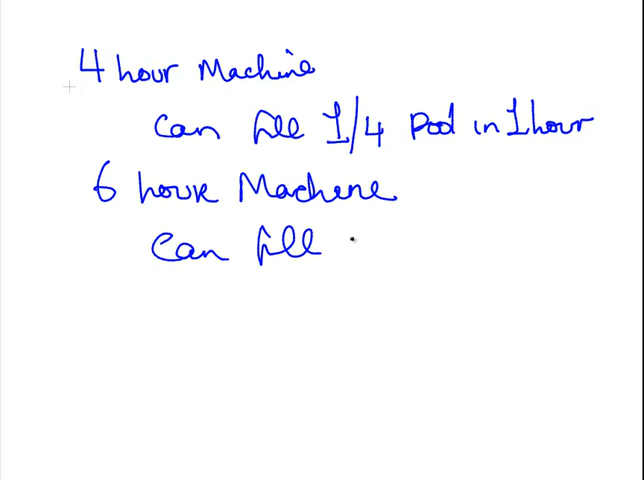 4 hour Machine
can fill 1/4 Pool in 1 hour
6 hour Machine
Can fill